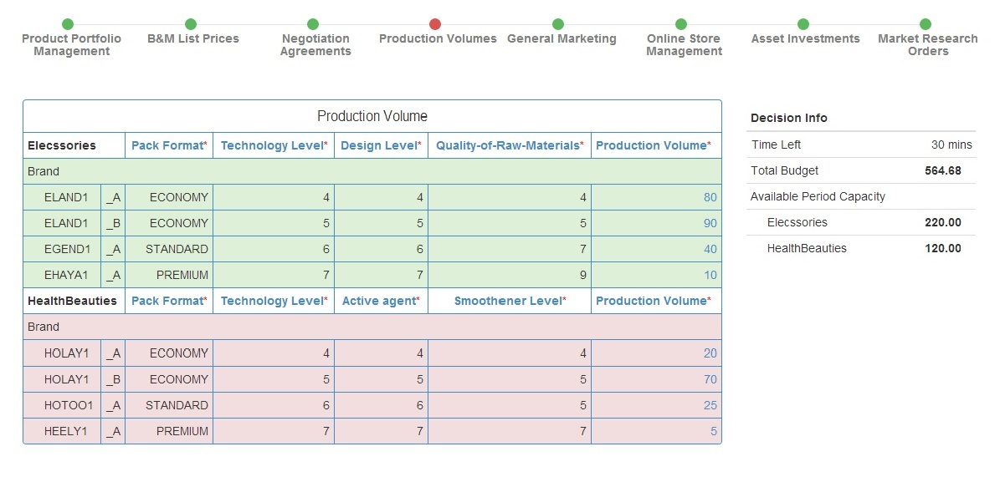 Product Portfolio Management
B&M List Prices
Negotiation Agreements
Production Volumes
General Marketing
Online Store Management
Asset Investments
Market Research Orders
Production Volume
Elecssories Pack Format* Technology Level* Design Level* Quality-of-Raw-Materials* Production Volume*
Brand
ELAND1 _A ECONOMY 4 4 4 80
ELAND1 _B ECONOMY 5 5 5 90
EGEND1 _A STANDARD 6 6 7 40
EHAYA1 _A PREMIUM 7 7 9 10
HealthBeauties Pack Format* Technology Level* Active agent* Smoothener Level* Production Volume*
Brand
HOLAY1 _A ECONOMY 4 4 4 20
HOLAY1 _B ECONOMY 5 5 5 70
HOTOO1 _A STANDARD 6 6 5 25
HEELY1 _A PREMIUM 7 7 7 5
Decision Info
Time Left 30 mins
Total Budget 564.68
Available Period Capacity
Elecssories 220.00
HealthBeauties 120.00